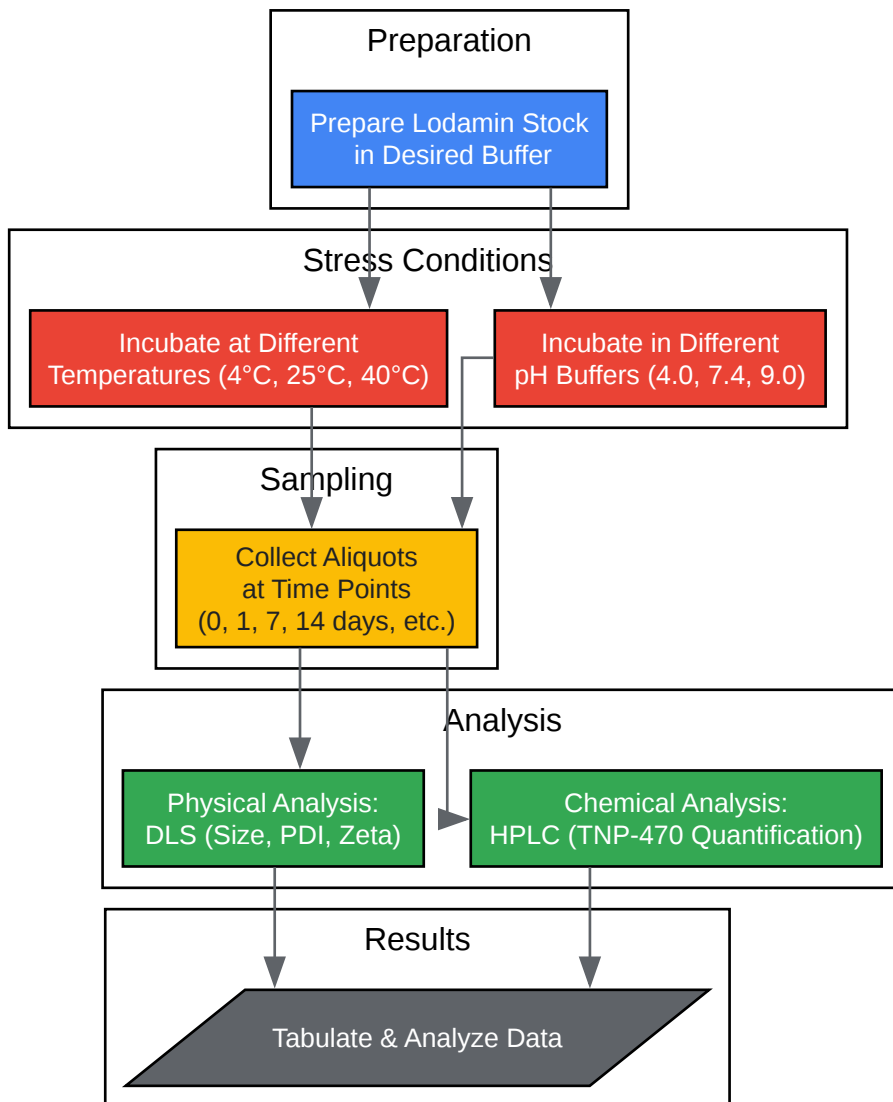 Preparation
Prepare Lodamin Stock
in Desired Buffer
Stress Conditions
Incubate at Different
Temperatures (4°C, 25°C, 40°C)
Incubate in Different
pH Buffers (4.0, 7.4, 9.0)
Sampling
Collect Aliquots
at Time Points
(0, 1, 7, 14 days, etc.)
Analysis
Physical Analysis:
DLS (Size, PDI, Zeta)
Chemical Analysis:
HPLC (TNP-470 Quantification)
Results
Tabulate & Analyze Data